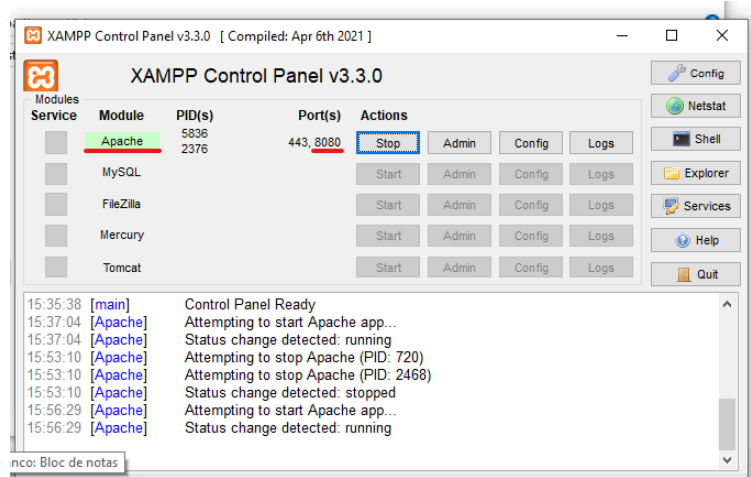 XAMPP Control Panel v3.3.0 [ Compiled: Apr 6th 2021 ]
XAMPP Control Panel v3.3.0
Config
Modules
Service Module PID(s) Port(s) Actions
Netstat
Apache 5836 2376 443, 8080 Stop Admin Config Logs
Shell
MySQL Start Admin Config Logs
Explorer
FileZilla Start Admin Config Logs
Services
Mercury Start Admin Config Logs
Help
Tomcat Start Admin Config Logs
Quit
15:35:38 [main] Control Panel Ready
15:37:04 [Apache] Attempting to start Apache app...
15:37:04 [Apache] Status change detected: running
15:53:10 [Apache] Attempting to stop Apache (PID: 720)
15:53:10 [Apache] Attempting to stop Apache (PID: 2468)
15:53:10 [Apache] Status change detected: stopped
15:56:29 [Apache] Attempting to start Apache app...
15:56:29 [Apache] Status change detected: running
nco: Bloc de notas